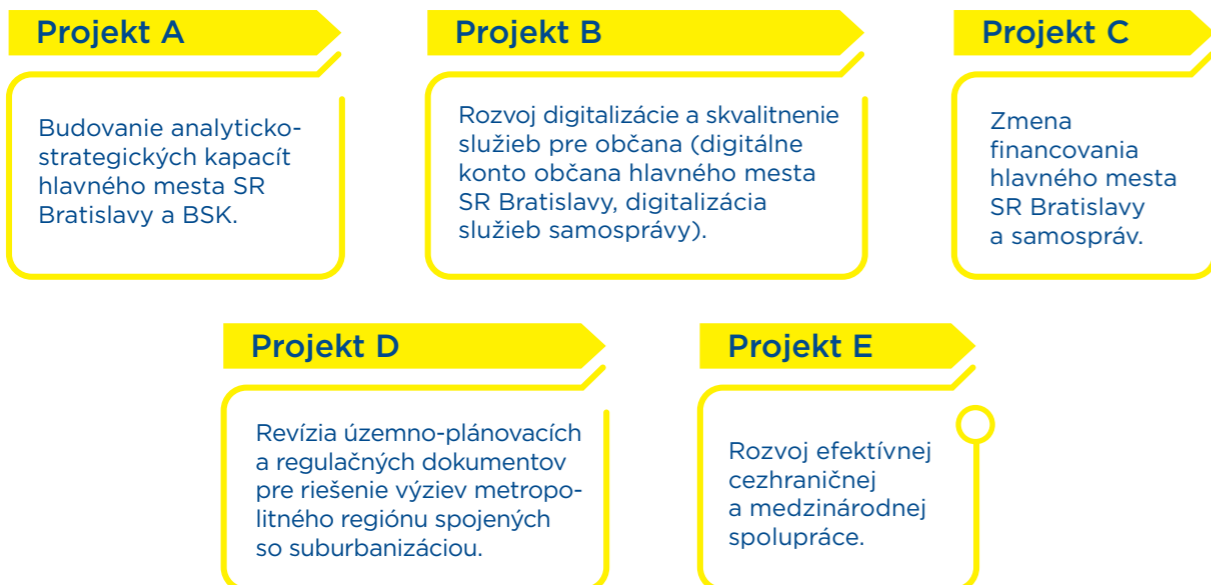 Projekt A
Budovanie analyticko-
strategických kapacít
hlavného mesta SR
Bratislavy a BSK.
Projekt B
Rozvoj digitalizácie a skvalitnenie
služieb pre občana (digitálne
konto občana hlavného mesta
SR Bratislavy, digitalizácia
služieb samosprávy).
Projekt C
Zmena
financovania
hlavného mesta
SR Bratislavy
a samospráv.
Projekt D
Revízia územno-plánovacích
a regulačných dokumentov
pre riešenie výziev metropo-
litného regiónu spojených
so suburbanizáciou.
Projekt E
Rozvoj efektívnej
cezhraničnej
a medzinárodnej
spolupráce.